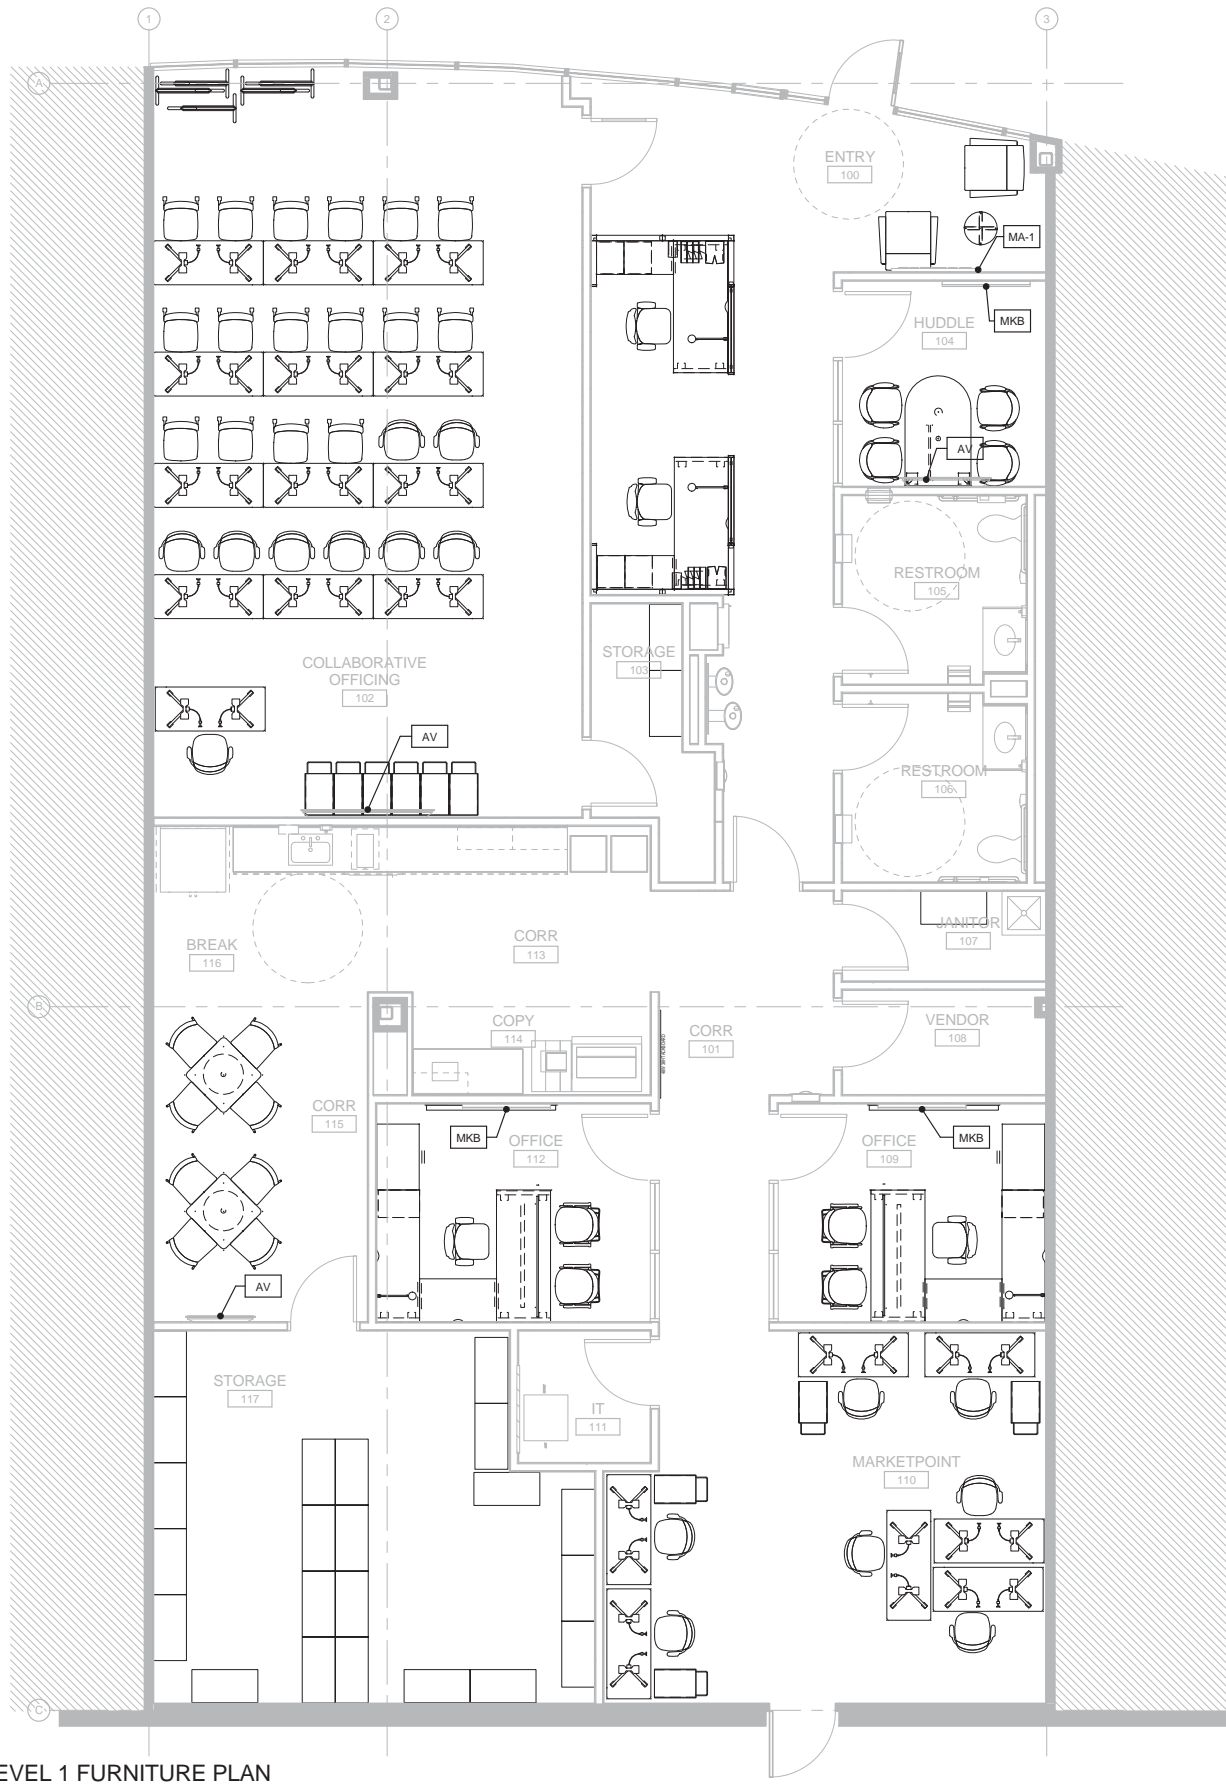 1
2
3
A
ENTRY
100
MA-1
MKB
HUDDLE
104
AV
RESTROOM
105
STORAGE
103
COLLABORATIVE
OFFICING
102
AV
RESTROOM
106
JANITOR
107
BREAK
116
CORR
113
B
COPY
114
CORR
101
VENDOR
108
CORR
115
MKB
OFFICE
112
OFFICE
109
MKB
AV
STORAGE
117
IT
111
MARKETPOINT
110
C
EVEL 1 FURNITURE PLAN